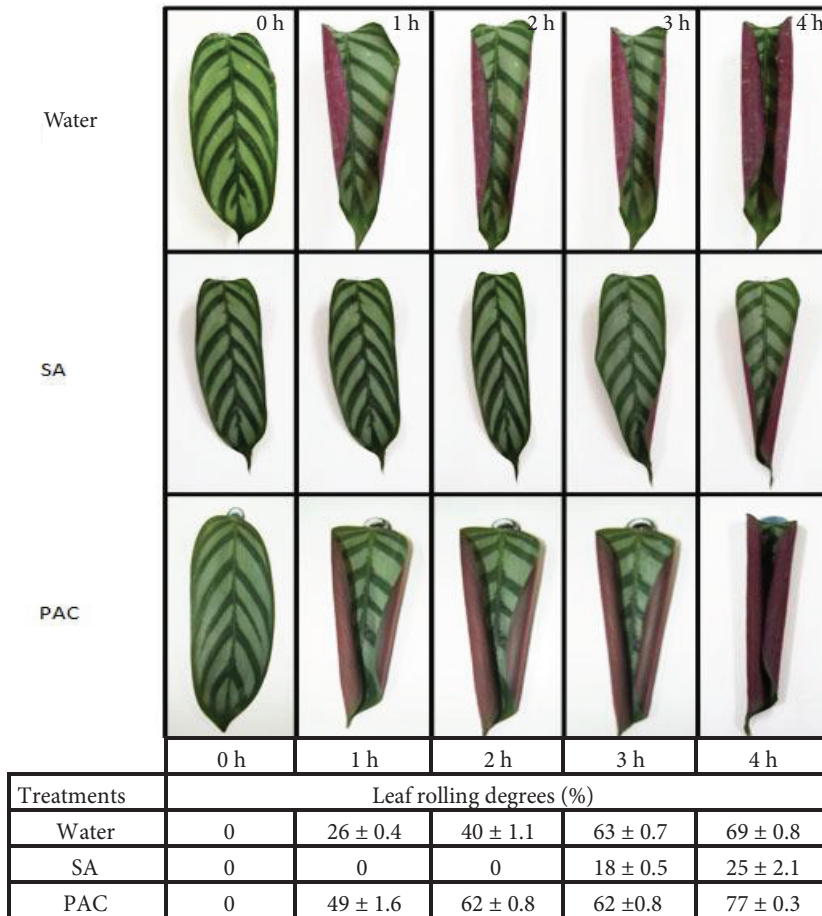 0 h 1 h 2 h 3 h 4 h
Water
SA
PAC
0 h 1 h 2 h 3 h 4 h
Treatments Leaf rolling degrees (%)
Water 0 26 ± 0.4 40 ± 1.1 63 ± 0.7 69 ± 0.8
SA 0 0 0 18 ± 0.5 25 ± 2.1
PAC 0 49 ± 1.6 62 ± 0.8 62 ±0.8 77 ± 0.3